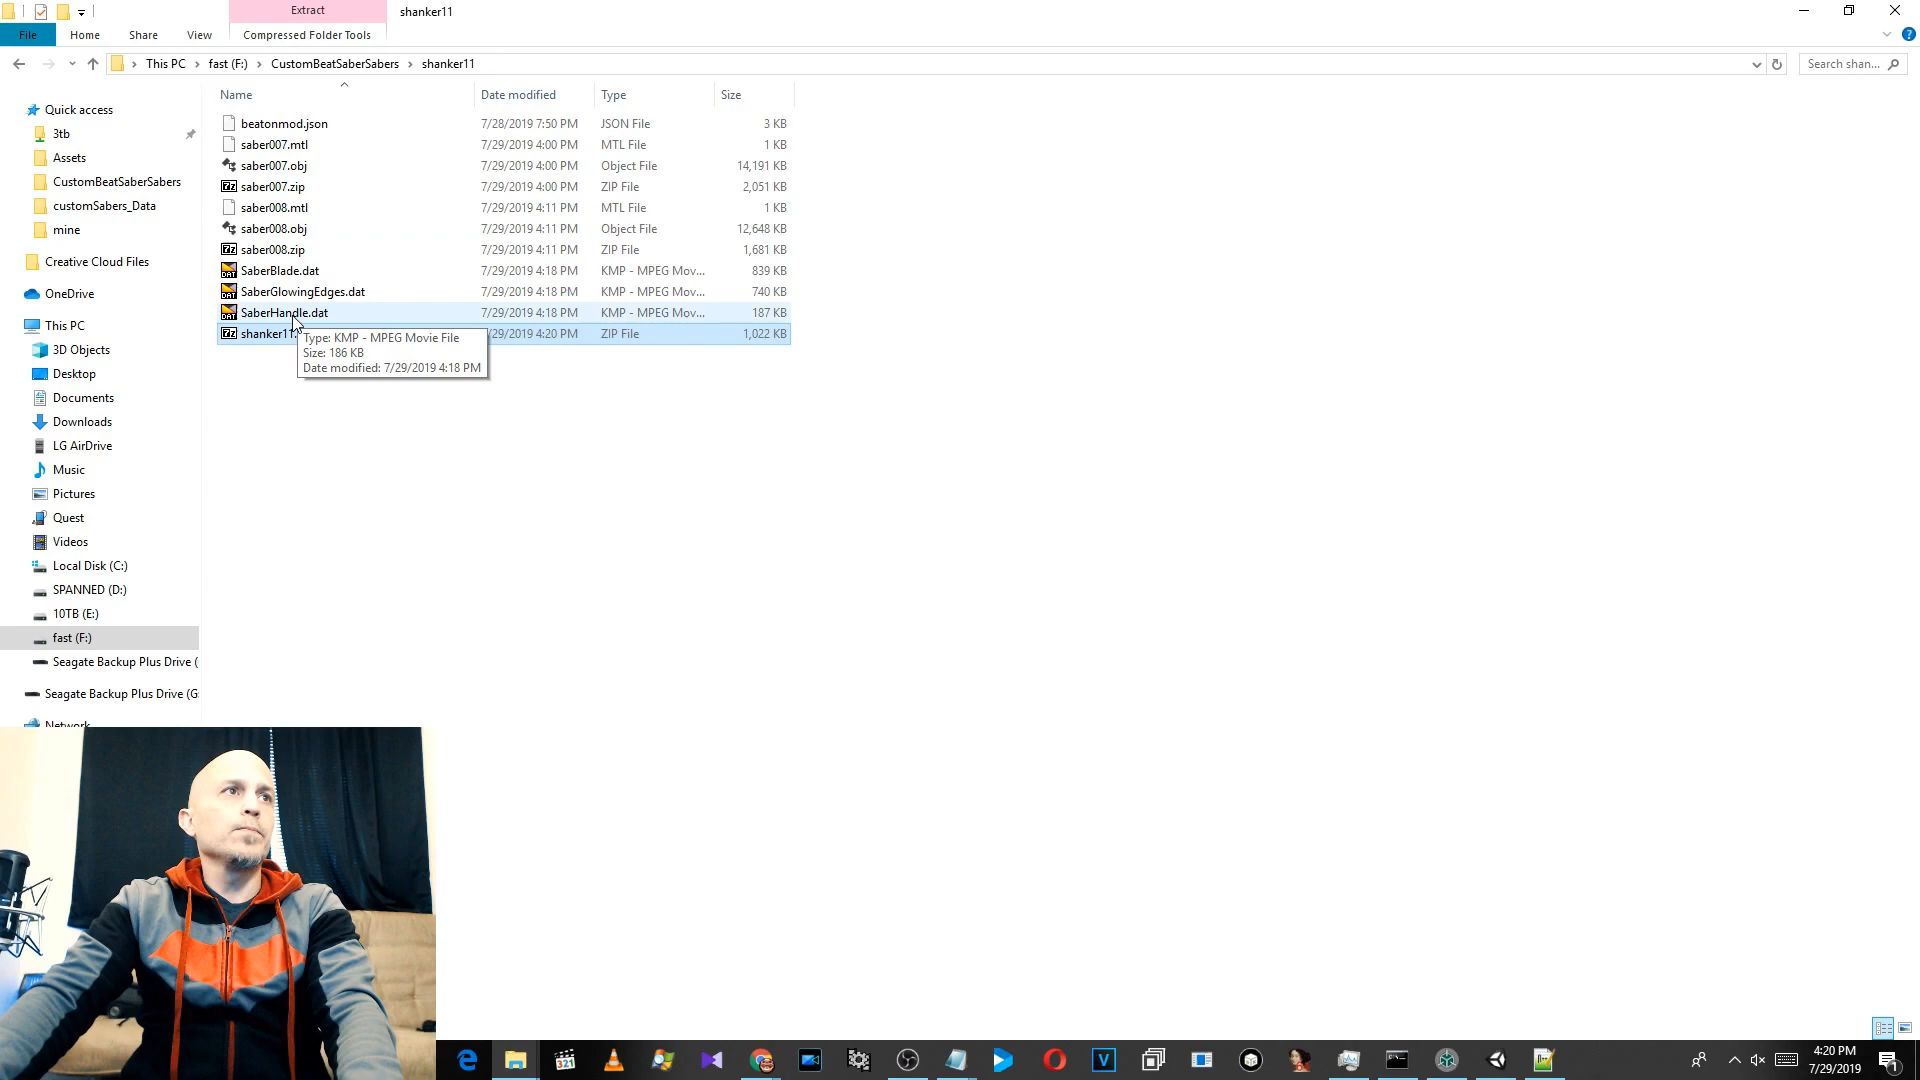 Extract
shanker11
File
Home
Share
View
Compressed Folder Tools
This PC
fast (F:)
CustomBeatSaberSabers
shanker11
Search shan...
Name
Date modified
Type
Size
beatonmod.json 7/28/2019 7:50 PM JSON File 3 KB
saber007.mtl 7/29/2019 4:00 PM MTL File 1 KB
saber007.obj 7/29/2019 4:00 PM Object File 14,191 KB
saber007.zip 7/29/2019 4:00 PM ZIP File 2,051 KB
saber008.mtl 7/29/2019 4:11 PM MTL File 1 KB
saber008.obj 7/29/2019 4:11 PM Object File 12,648 KB
saber008.zip 7/29/2019 4:11 PM ZIP File 1,681 KB
SaberBlade.dat 7/29/2019 4:18 PM KMP - MPEG Mov... 839 KB
SaberGlowingEdges.dat 7/29/2019 4:18 PM KMP - MPEG Mov... 740 KB
SaberHandle.dat 7/29/2019 4:18 PM KMP - MPEG Mov... 187 KB
shanker11. /29/2019 4:20 PM ZIP File 1,022 KB
Type: KMP - MPEG Movie File
Size: 186 KB
Date modified: 7/29/2019 4:18 PM
Quick access
3tb
Assets
CustomBeatSaberSabers
customSabers_Data
mine
Creative Cloud Files
OneDrive
This PC
3D Objects
Desktop
Documents
Downloads
LG AirDrive
Music
Pictures
Quest
Videos
Local Disk (C:)
SPANNED (D:)
10TB (E:)
fast (F:)
Seagate Backup Plus Drive (
Seagate Backup Plus Drive (G:
Network
4:20 PM
7/29/2019